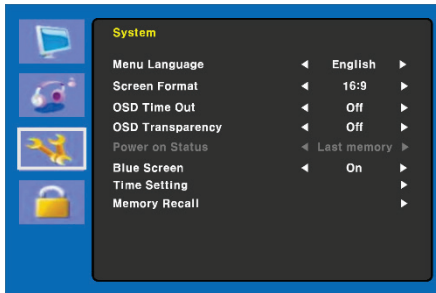 System
Menu Language ◀ English ▶
Screen Format ◀ 16:9 ▶
OSD Time Out ◀ Off ▶
OSD Transparency ◀ Off ▶
Power on Status ◀ Last memory ▶
Blue Screen ◀ On ▶
Time Setting ▶
Memory Recall ▶